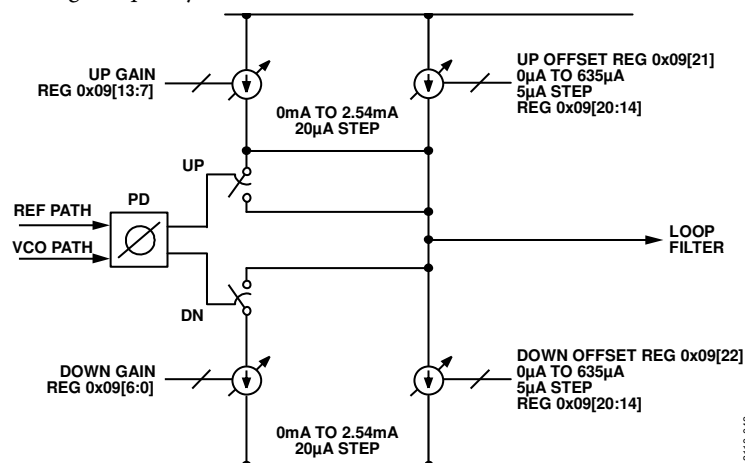 UP GAIN
REG 0x09[13:7]
0mA TO 2.54mA
20µA STEP
UP OFFSET REG 0x09[21]
0µA TO 635µA
5µA STEP
REG 0x09[20:14]
UP
PD
REF PATH
VCO PATH
LOOP
FILTER
DN
DOWN GAIN
REG 0x09[6:0]
0mA TO 2.54mA
20µA STEP
DOWN OFFSET REG 0x09[22]
0µA TO 635µA
5µA STEP
REG 0x09[20:14]